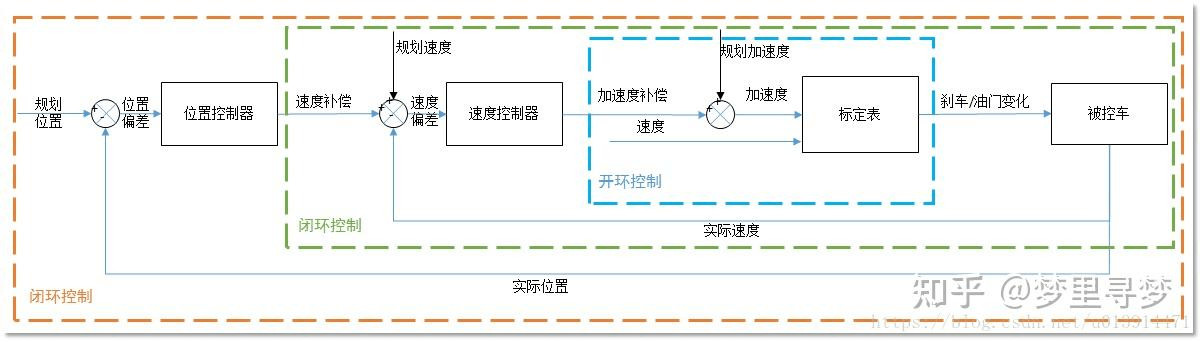 规划速度
规划加速度
规划
位置
位置
偏差
位置控制器
速度补偿
速度
偏差
速度控制器
加速度补偿
速度
加速度
标定表
刹车/油门变化
被控车
开环控制
闭环控制
实际速度
实际位置
闭环控制
知乎 @梦里寻梦
https://blog.csdn.net/u013914471